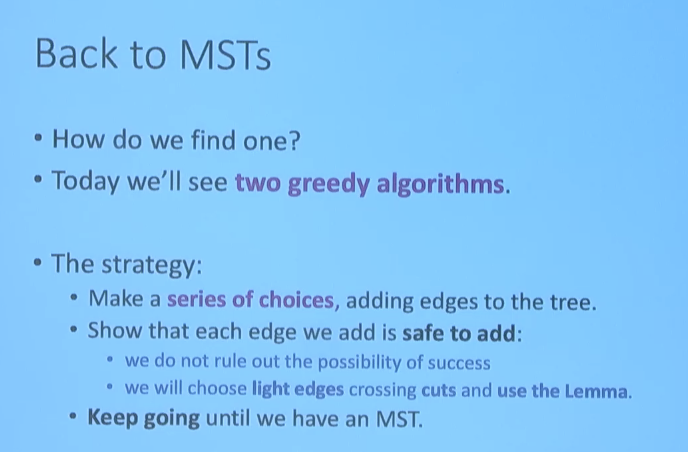 Back to MSTs
• How do we find one?
• Today we'll see two greedy algorithms.
• The strategy:
• Make a series of choices, adding edges to the tree.
• Show that each edge we add is safe to add:
• we do not rule out the possibility of success
• we will choose light edges crossing cuts and use the Lemma.
• Keep going until we have an MST.